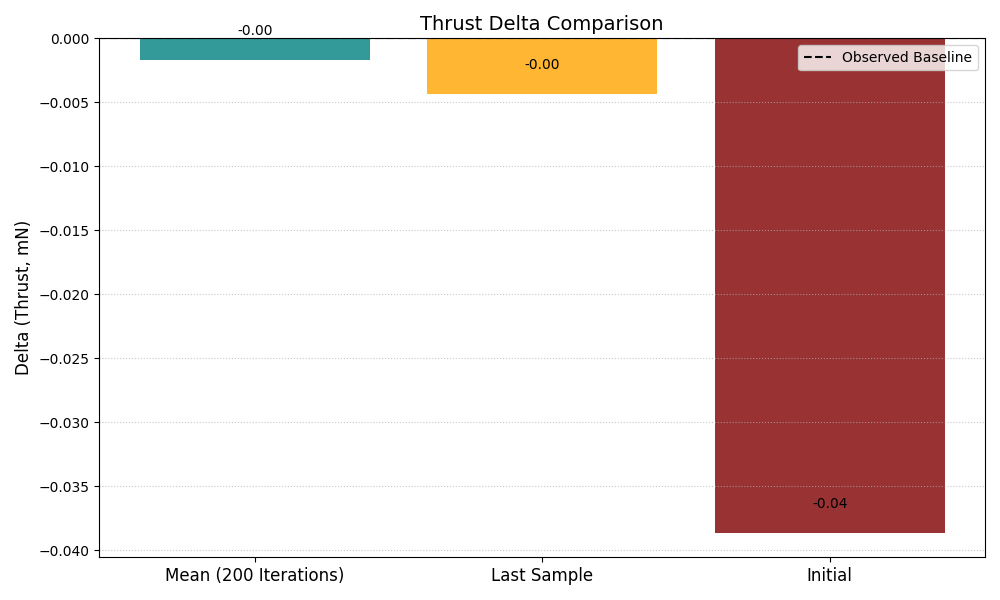 Thrust Delta Comparison
-0.00
-0.00
-0.04
Observed Baseline
Delta (Thrust, mN)
0.000
−0.005
−0.010
−0.015
−0.020
−0.025
−0.030
−0.035
−0.040
Mean (200 Iterations)
Last Sample
Initial